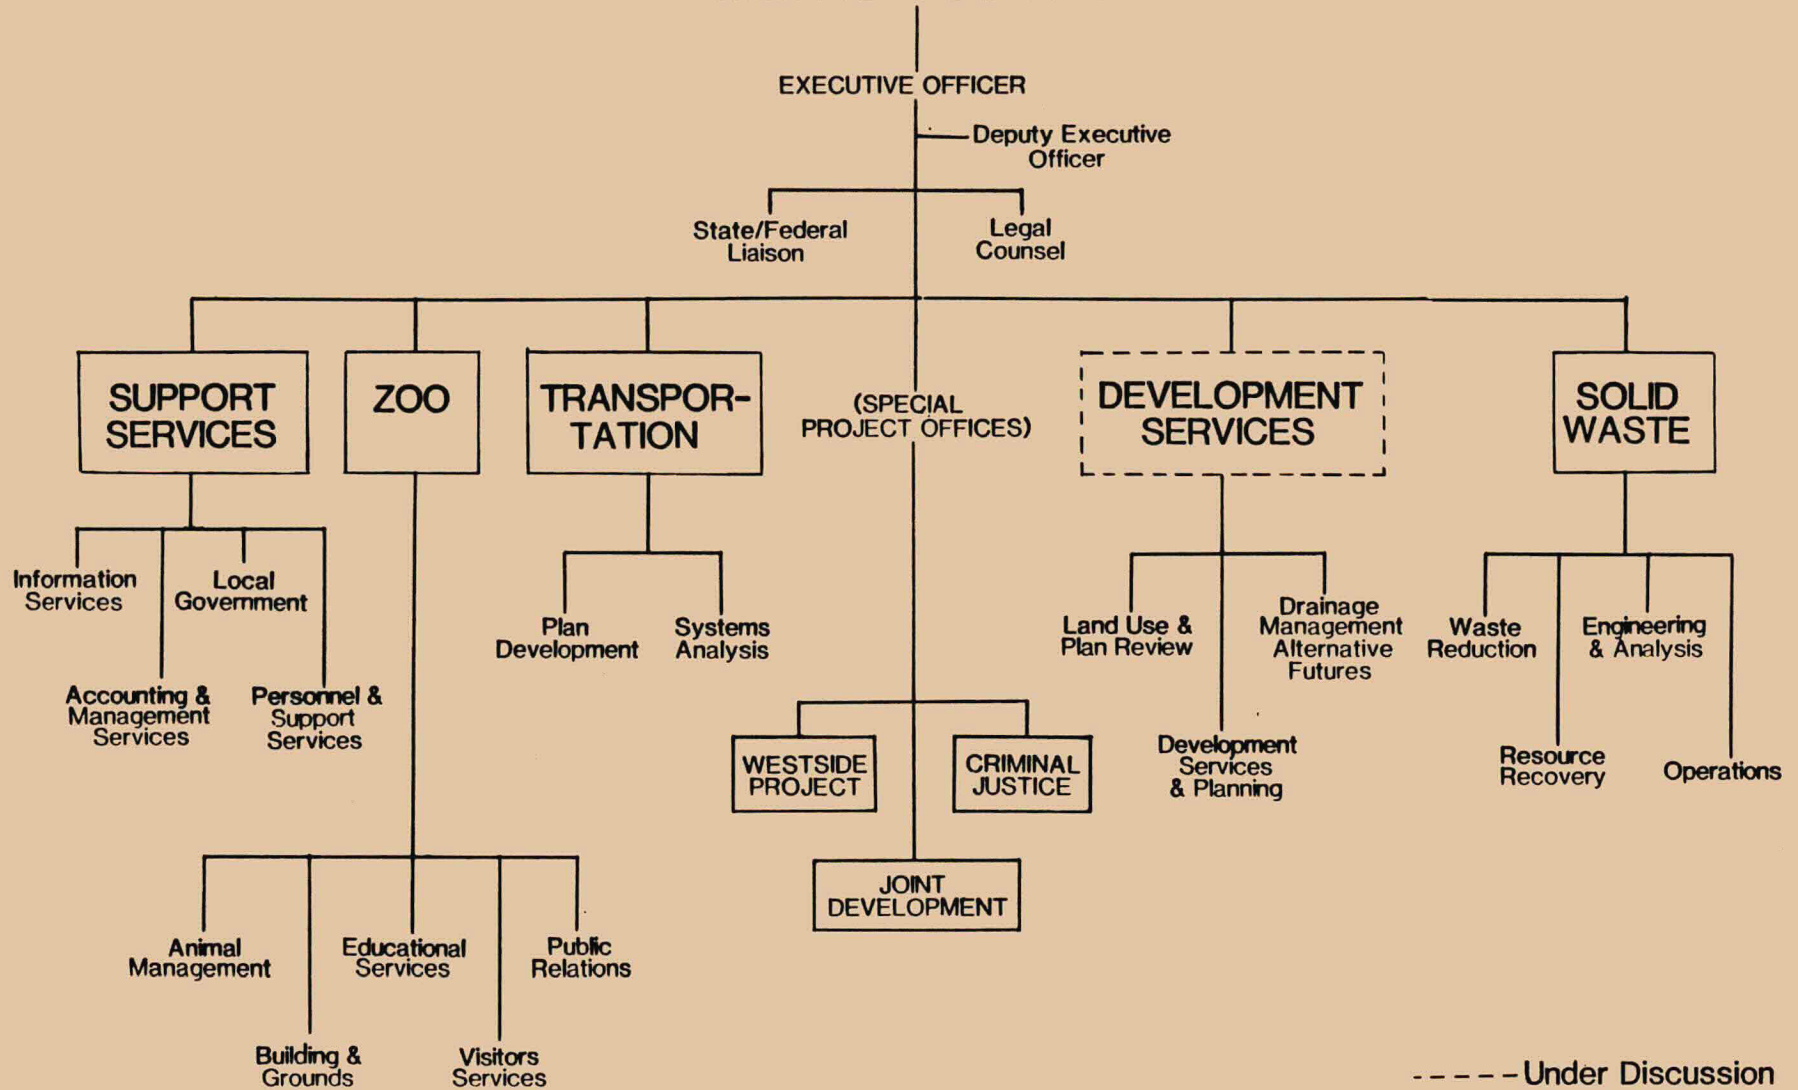 EXECUTIVE OFFICER
Deputy Executive
Officer
State/Federal
Liaison
Legal
Counsel
SUPPORT
SERVICES
ZOO
TRANSPOR-
TATION
(SPECIAL
PROJECT OFFICES)
DEVELOPMENT
SERVICES
SOLID
WASTE
Information
Services
Local
Government
Accounting &
Management
Services
Personnel &
Support
Services
Plan
Development
Systems
Analysis
Land Use &
Plan Review
Drainage
Management
Alternative
Futures
Development
Services
& Planning
Waste
Reduction
Engineering
& Analysis
Resource
Recovery
Operations
WESTSIDE
PROJECT
CRIMINAL
JUSTICE
JOINT
DEVELOPMENT
Animal
Management
Educational
Services
Public
Relations
Building &
Grounds
Visitors
Services
-----Under Discussion